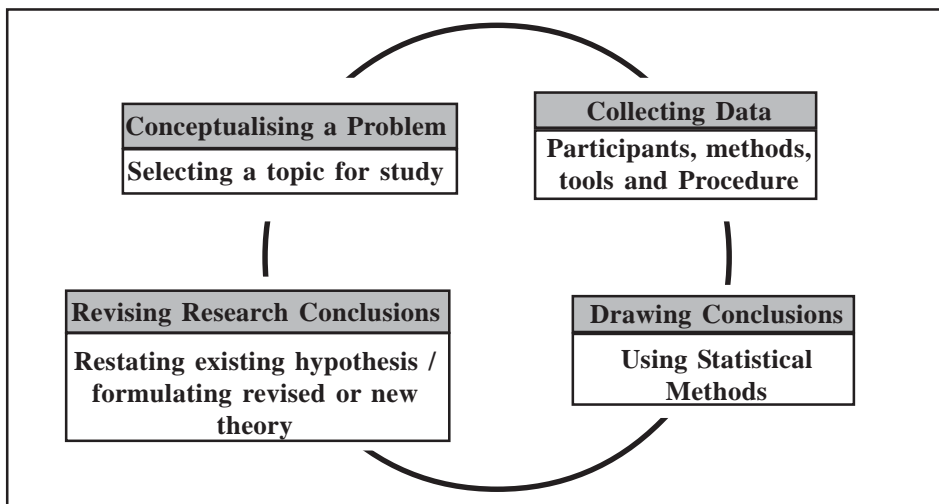 Conceptualising a Problem
Selecting a topic for study
Collecting Data
Participants, methods,
tools and Procedure
Revising Research Conclusions
Restating existing hypothesis /
formulating revised or new
theory
Drawing Conclusions
Using Statistical
Methods